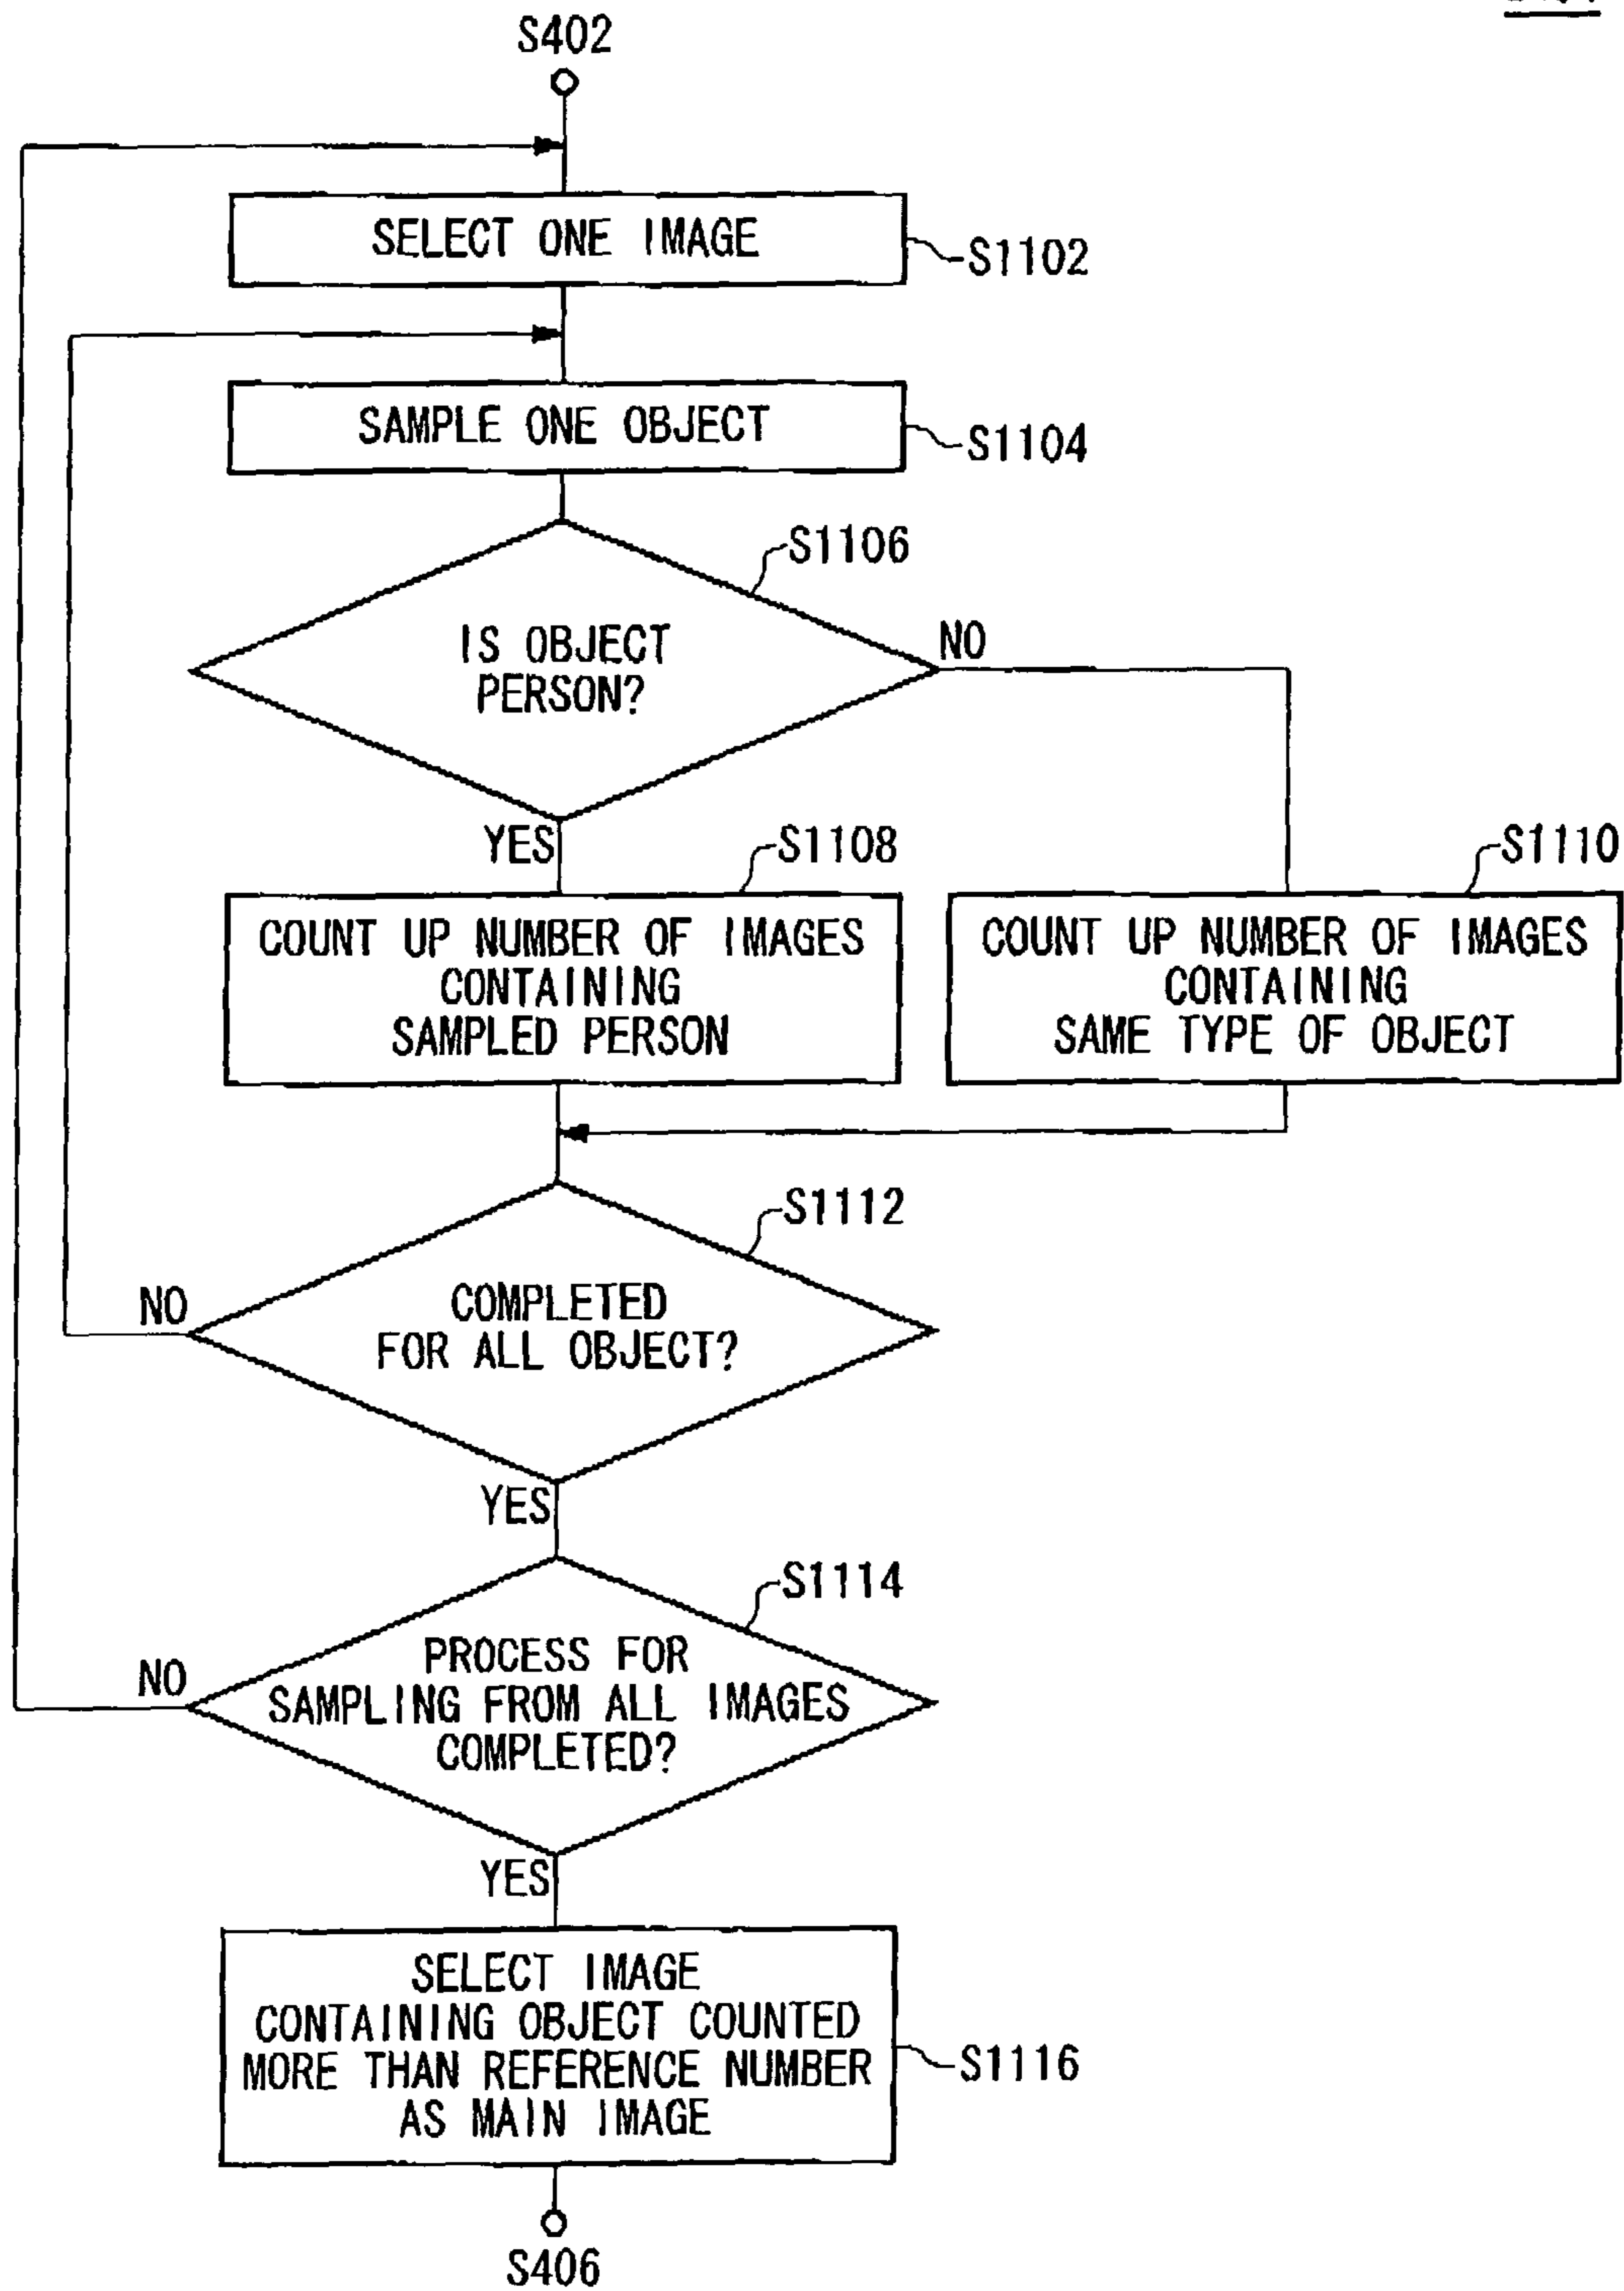 S402
SELECT ONE IMAGE
S1102
SAMPLE ONE OBJECT
S1104
S1106
IS OBJECT
PERSON?
NO
YES
S1108
COUNT UP NUMBER OF IMAGES
CONTAINING
SAMPLED PERSON
S1110
COUNT UP NUMBER OF IMAGES
CONTAINING
SAME TYPE OF OBJECT
S1112
COMPLETED
FOR ALL OBJECT?
NO
YES
S1114
PROCESS FOR
SAMPLING FROM ALL IMAGES
COMPLETED?
NO
YES
SELECT IMAGE
CONTAINING OBJECT COUNTED
MORE THAN REFERENCE NUMBER
AS MAIN IMAGE
S1116
S406